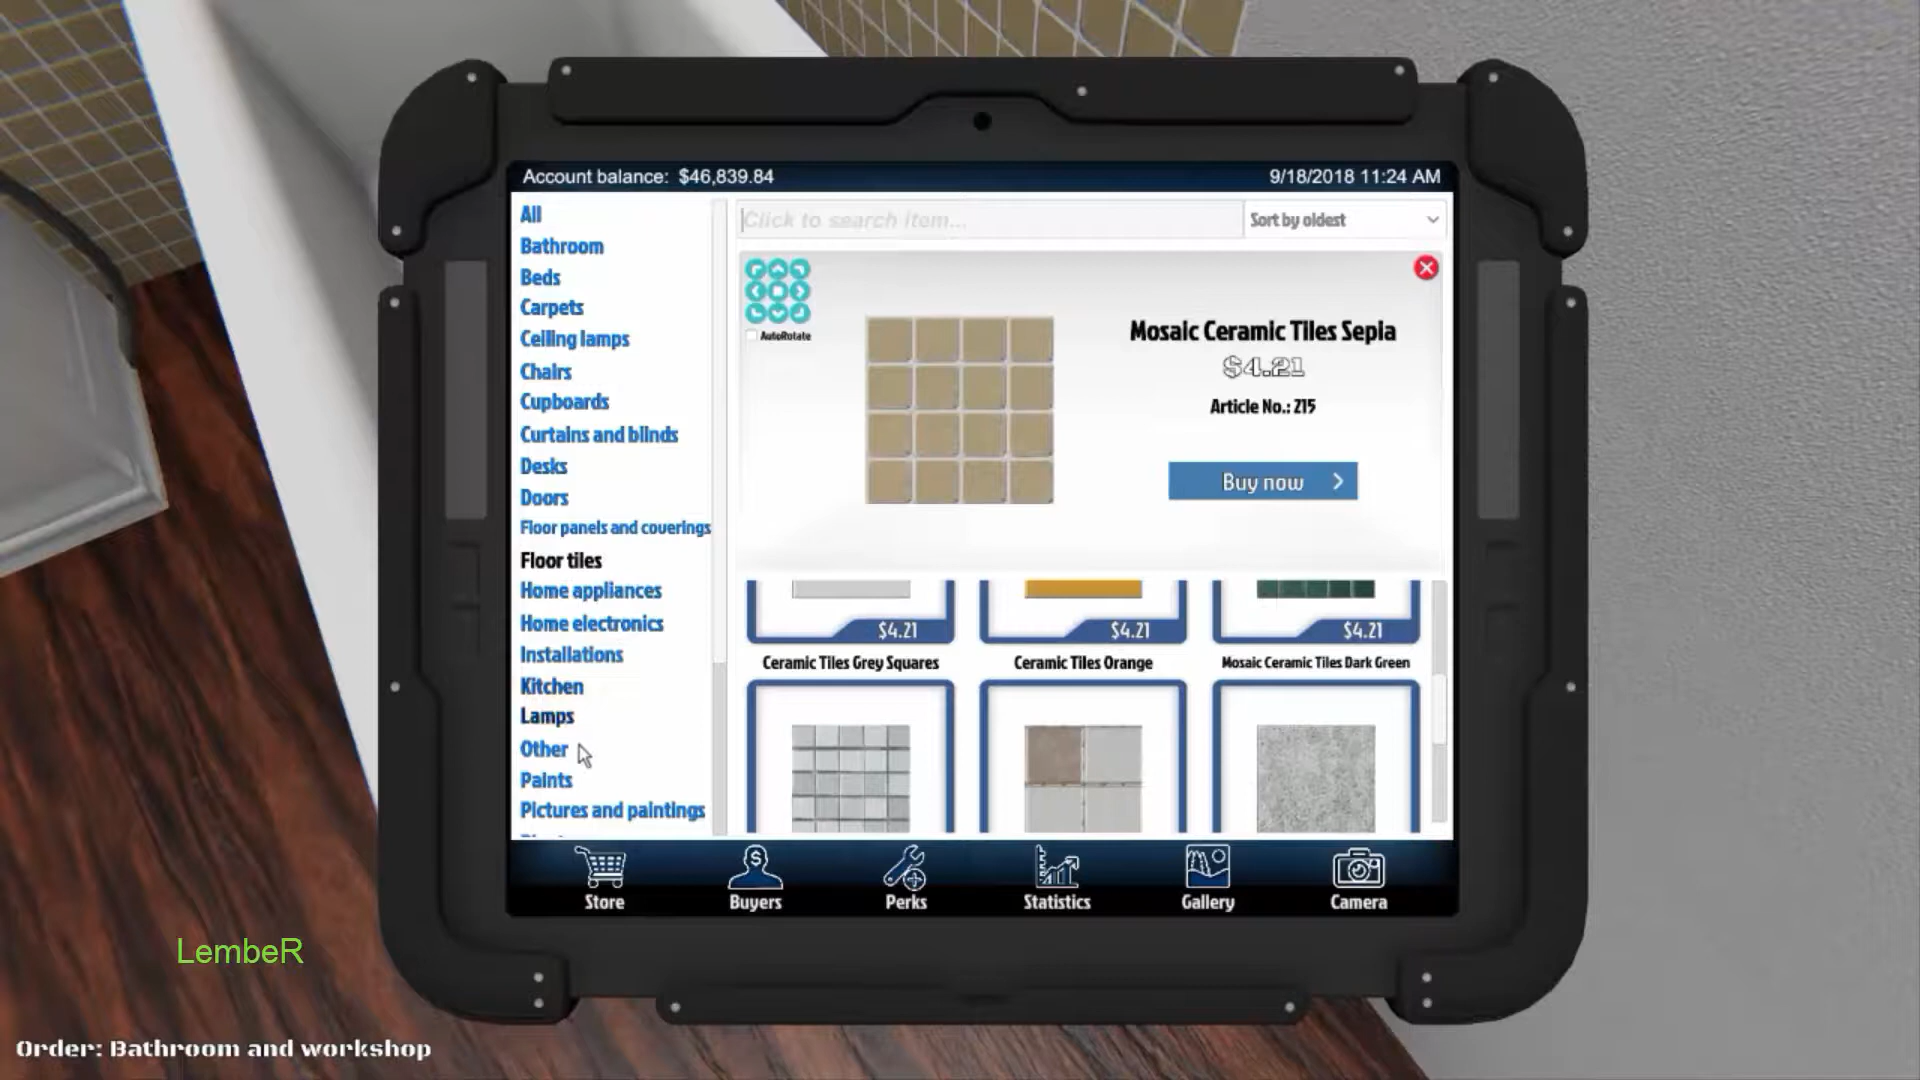 Account balance: $46,839.84
9/18/2018 11:24 AM
All
Bathroom
Beds
Carpets
Ceiling lamps
Chairs
Cupboards
Curtains and blinds
Desks
Doors
Floor panels and coverings
Floor tiles
Home appliances
Home electronics
Installations
Kitchen
Lamps
Other
Paints
Pictures and paintings
Click to search item...
Sort by oldest
AutoRotate
Mosaic Ceramic Tiles Sepia
$4.21
Article No.: 215
Buy now
$4.21
$4.21
$4.21
Ceramic Tiles Grey Squares
Ceramic Tiles Orange
Mosaic Ceramic Tiles Dark Green
Store
Buyers
Perks
Statistics
Gallery
Camera
LembeR
Order: Bathroom and workshop